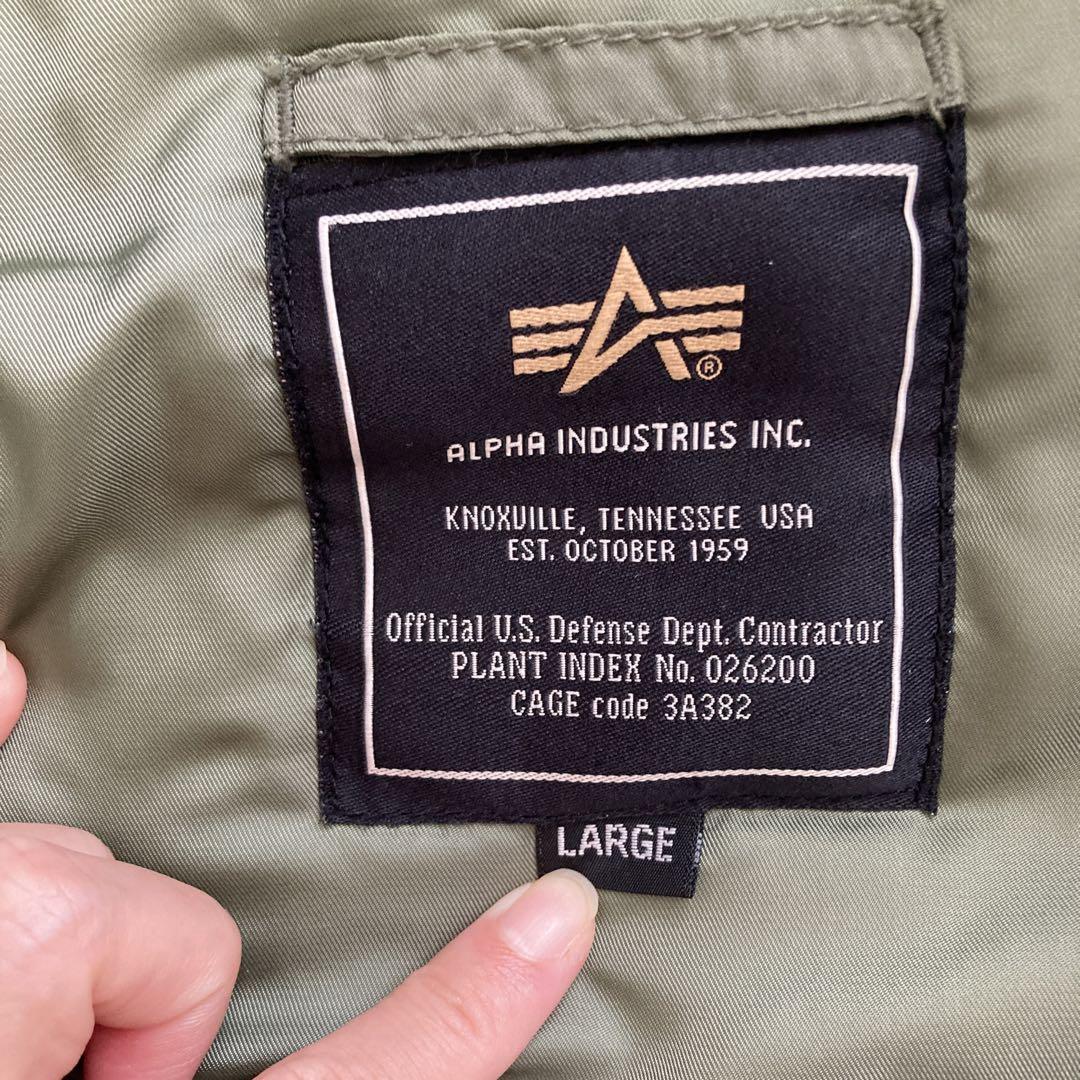 ®
ALPHA INDUSTRIES INC.
KNOXVILLE, TENNESSEE USA
EST. OCTOBER 1959
Official U.S. Defense Dept. Contractor
PLANT INDEX No. 026200
CAGE code 3A382
LARGE